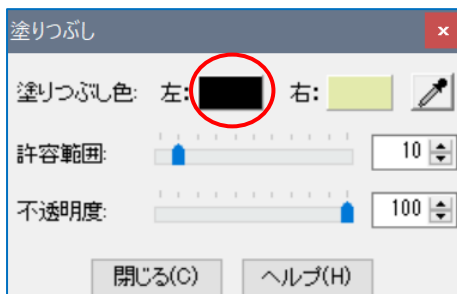 塗りつぶし
塗りつぶし色: 左: 右:
許容範囲: 10
不透明度: 100
閉じる(C) ヘルプ(H)